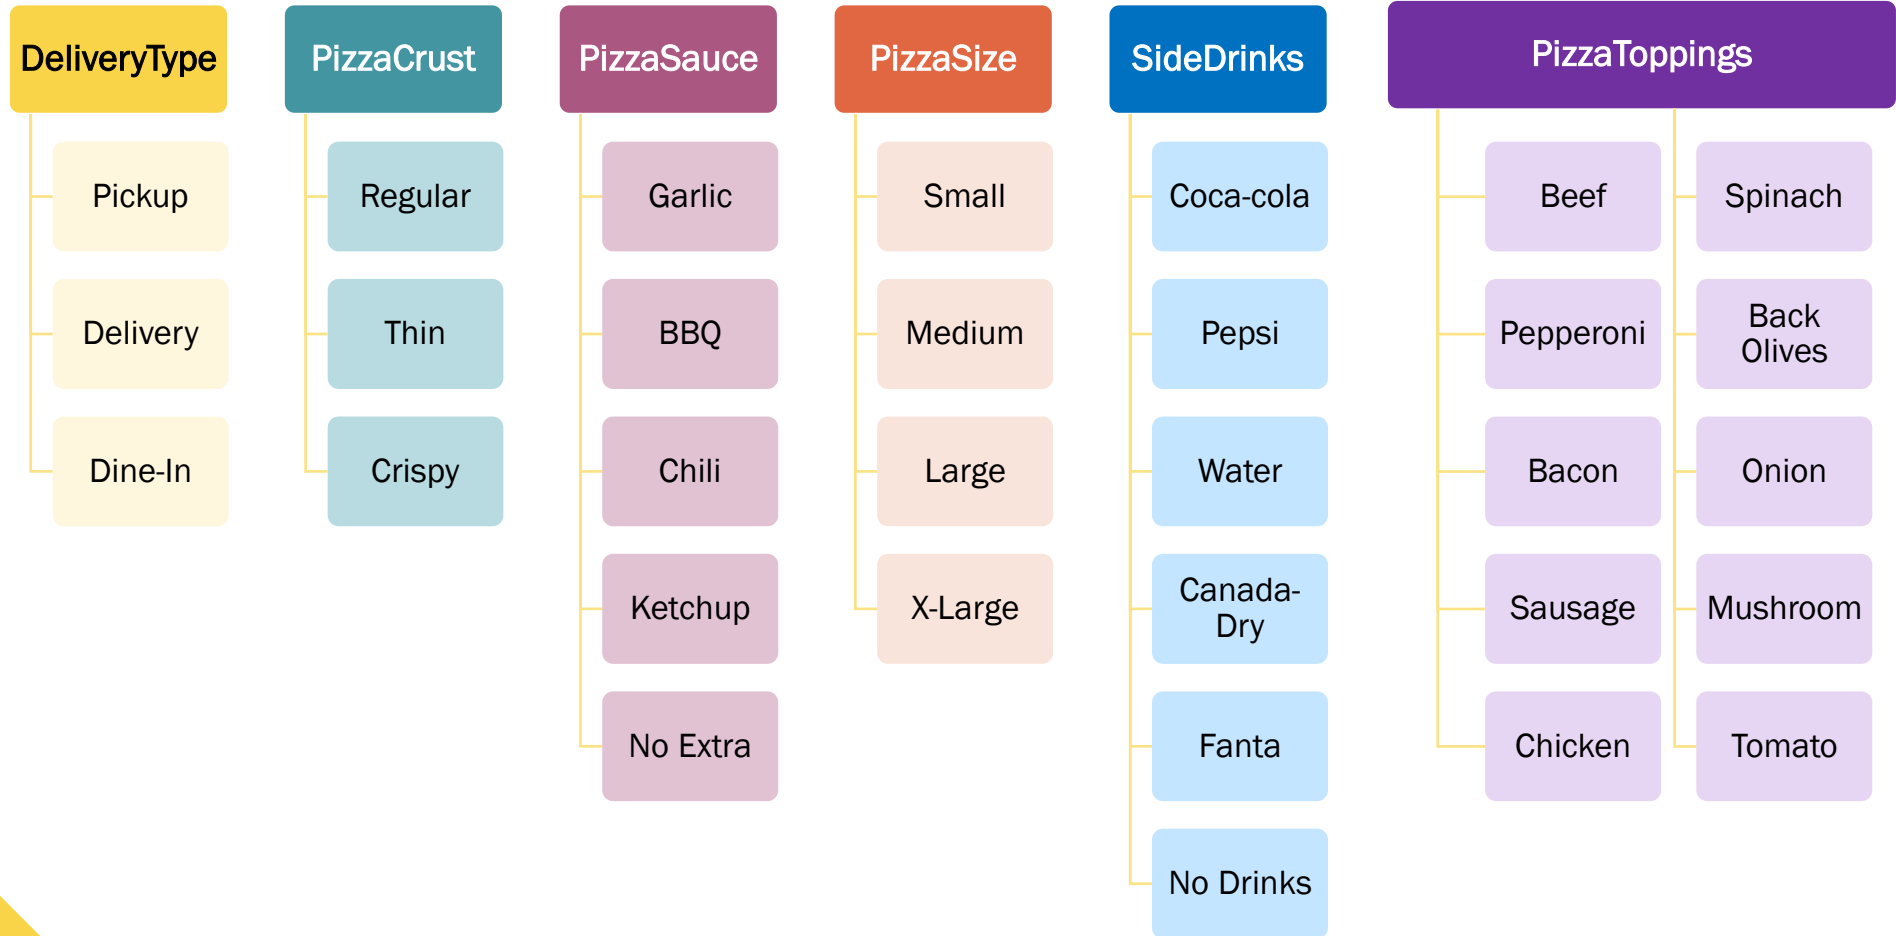 DeliveryType
Pickup
Delivery
Dine-In
PizzaCrust
Regular
Thin
Crispy
PizzaSauce
Garlic
BBQ
Chili
Ketchup
No Extra
PizzaSize
Small
Medium
Large
X-Large
SideDrinks
Coca-cola
Pepsi
Water
Canada-
Dry
Fanta
No Drinks
PizzaToppings
Beef
Pepperoni
Bacon
Sausage
Chicken
Spinach
Back
Olives
Onion
Mushroom
Tomato